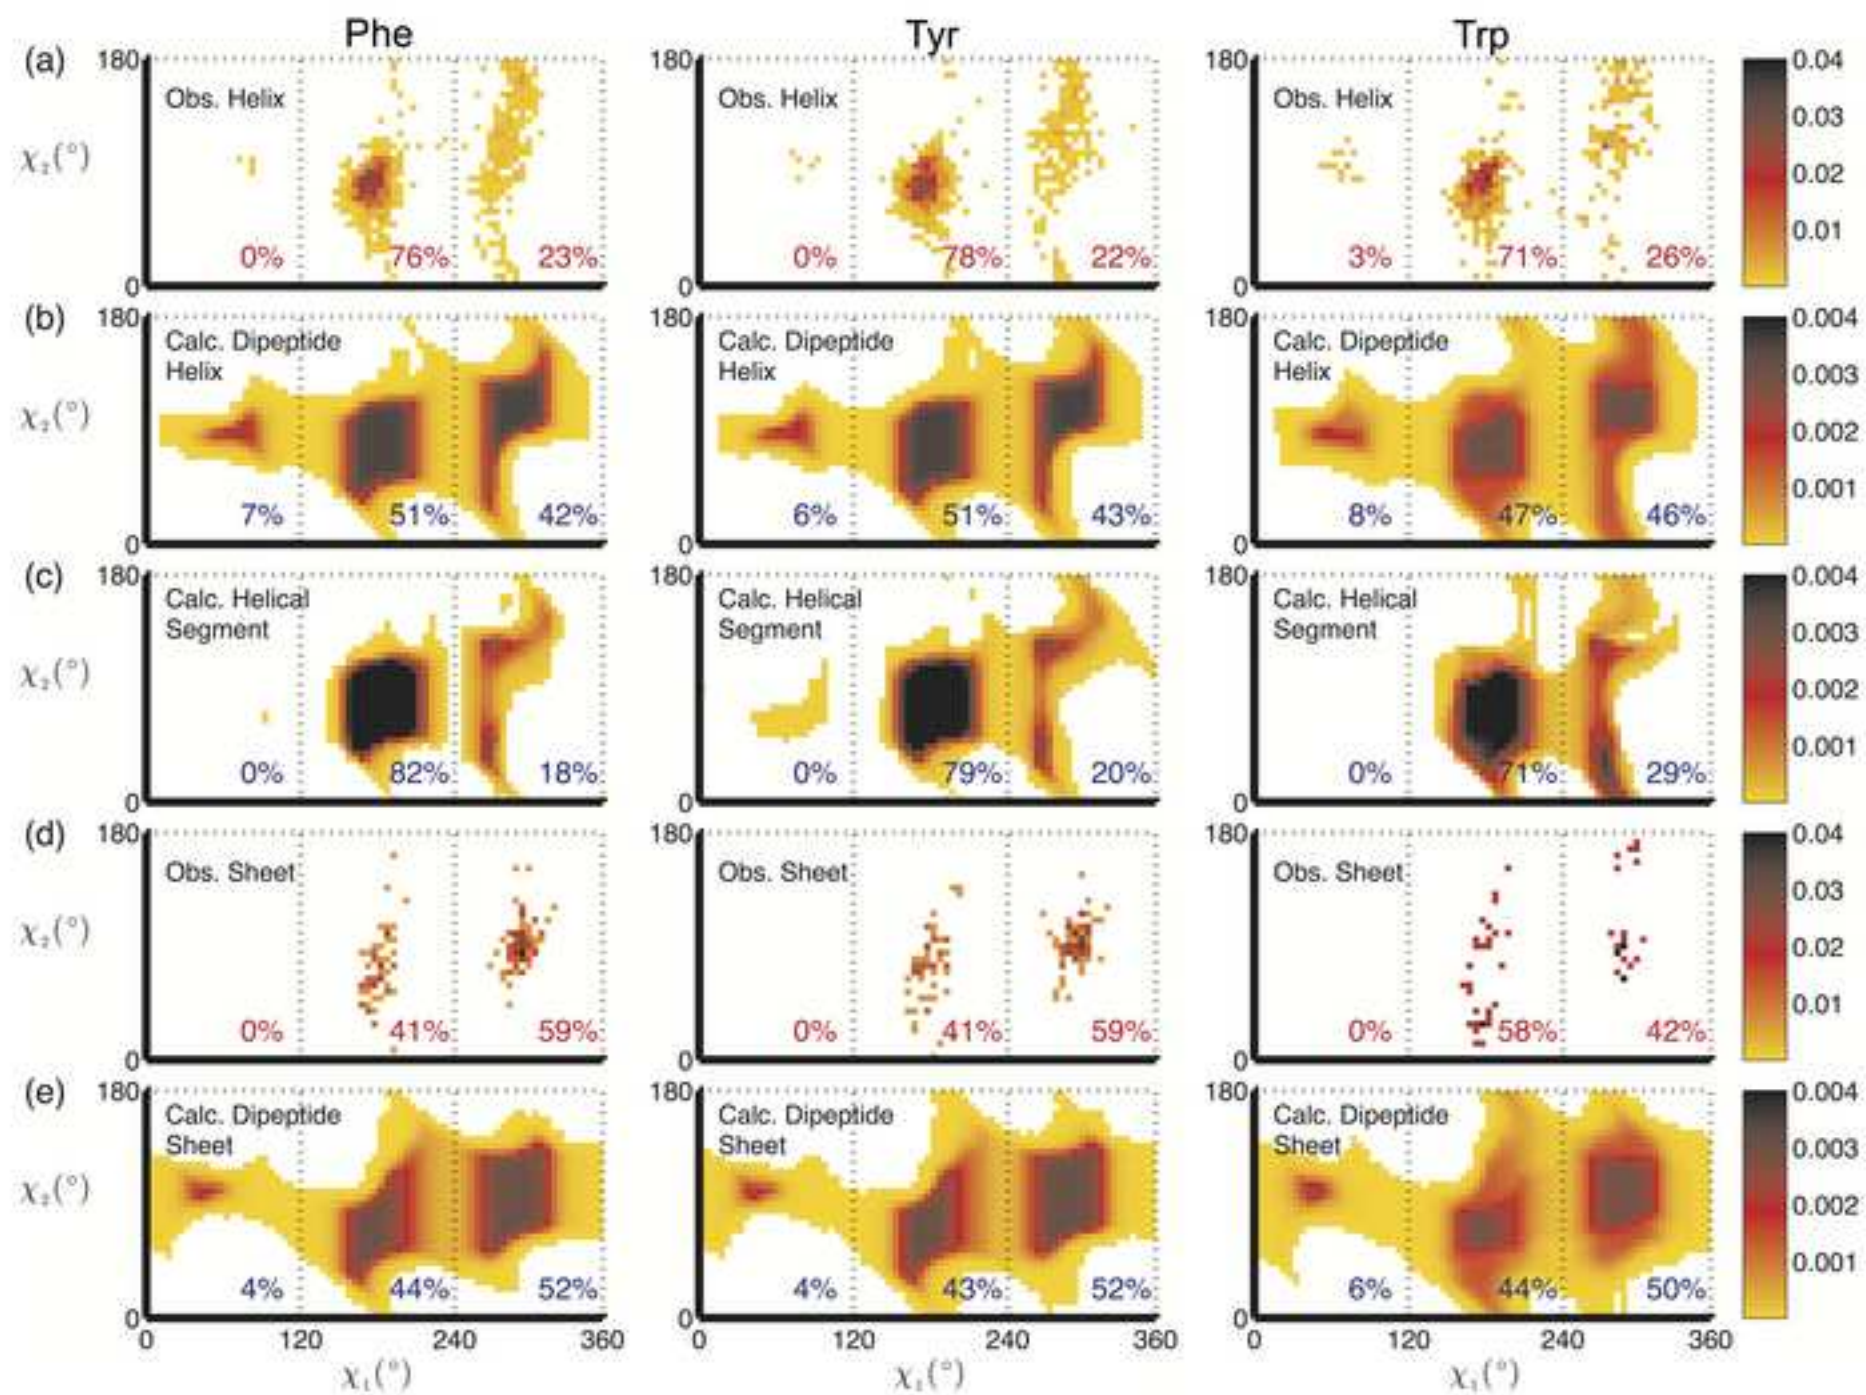 Phe Tyr Trp
(a) 180 180 180 0.04
Obs. Helix Obs. Helix Obs. Helix 0.03
χ₂(°) 0.02
0.01
0% 76% 23% 0% 78% 22% 3% 71% 26%
0 0 0
(b) 180 180 180 0.004
Calc. Dipeptide Calc. Dipeptide Calc. Dipeptide 0.003
Helix Helix Helix
χ₂(°) 0.002
0.001
7% 51% 42% 6% 51% 43% 8% 47% 46%
0 0 0
(c) 180 180 180 0.004
Calc. Helical Calc. Helical Calc. Helical 0.003
Segment Segment Segment
χ₂(°) 0.002
0.001
0% 82% 18% 0% 79% 20% 0% 71% 29%
0 0 0
(d) 180 180 180 0.04
Obs. Sheet Obs. Sheet Obs. Sheet 0.03
χ₂(°) 0.02
0.01
0% 41% 59% 0% 41% 59% 0% 58% 42%
0 0 0
(e) 180 180 180 0.004
Calc. Dipeptide Calc. Dipeptide Calc. Dipeptide 0.003
Sheet Sheet Sheet
χ₂(°) 0.002
0.001
4% 44% 52% 4% 43% 52% 6% 44% 50%
0 0 0
0 120 240 360 0 120 240 360 0 120 240 360
χ₁(°) χ₁(°) χ₁(°)